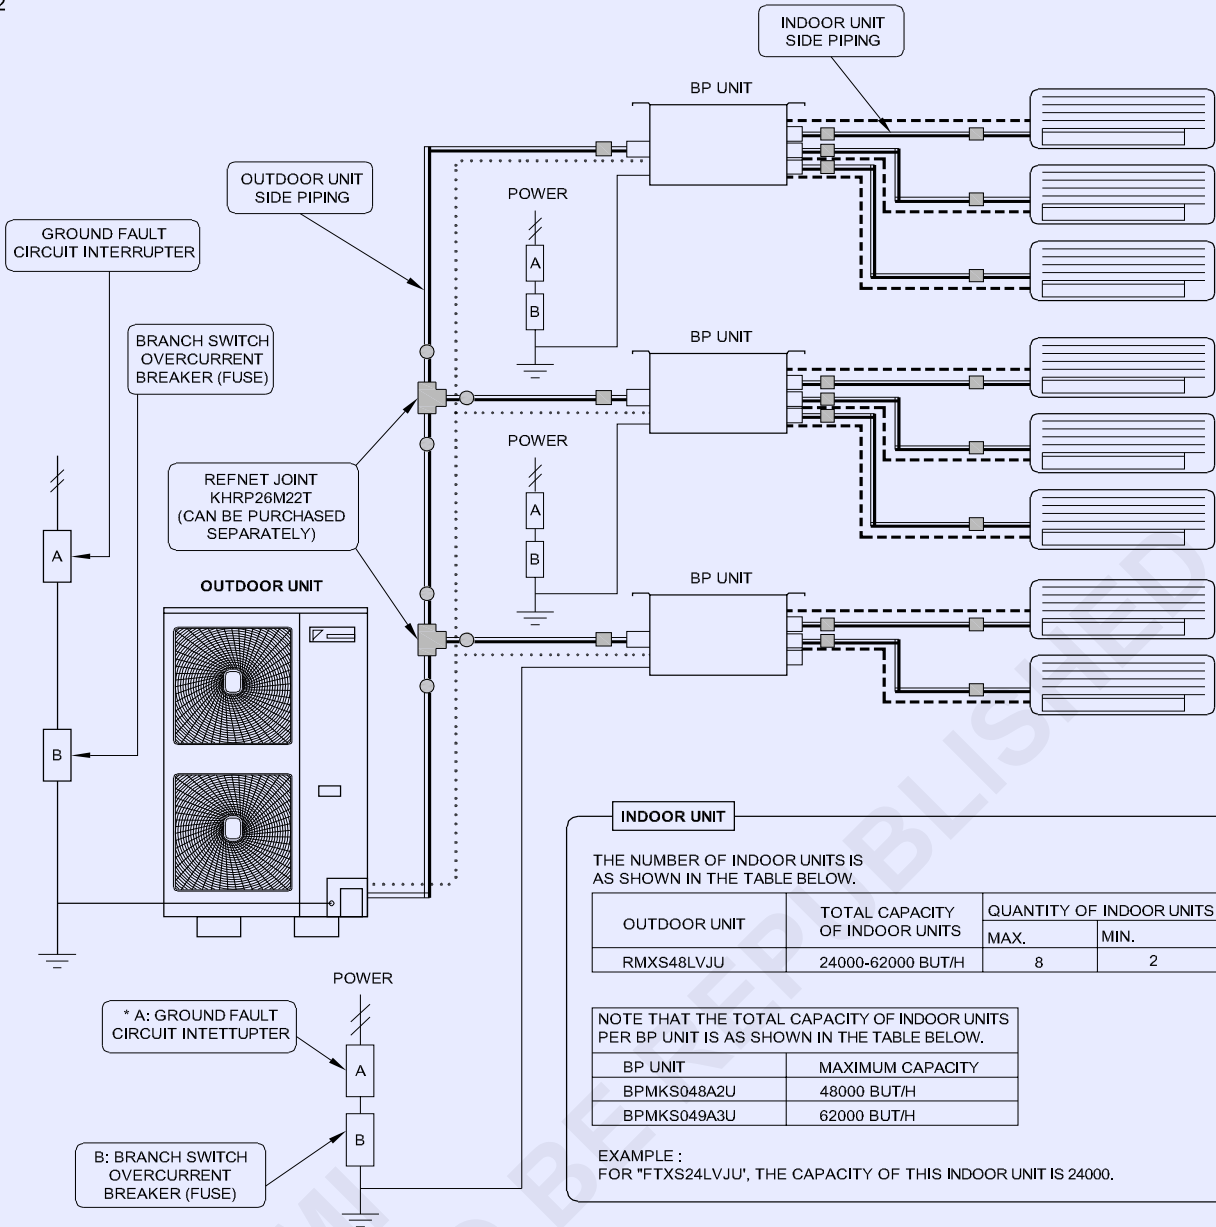 2
INDOOR UNIT
SIDE PIPING
BP UNIT
OUTDOOR UNIT
SIDE PIPING
POWER
GROUND FAULT
CIRCUIT INTERRUPTER
A
B
BRANCH SWITCH
OVERCURRENT
BREAKER (FUSE)
BP UNIT
POWER
REFNET JOINT
KHRP26M22T
(CAN BE PURCHASED
SEPARATELY)
A
A
B
OUTDOOR UNIT
BP UNIT
B
INDOOR UNIT
THE NUMBER OF INDOOR UNITS IS
AS SHOWN IN THE TABLE BELOW.
OUTDOOR UNIT
TOTAL CAPACITY
OF INDOOR UNITS
QUANTITY OF INDOOR UNITS
MAX.
MIN.
RMXS48LVJU
24000-62000 BUT/H
8
2
POWER
* A: GROUND FAULT
CIRCUIT INTETTUPTER
A
B
B: BRANCH SWITCH
OVERCURRENT
BREAKER (FUSE)
NOTE THAT THE TOTAL CAPACITY OF INDOOR UNITS
PER BP UNIT IS AS SHOWN IN THE TABLE BELOW.
BP UNIT
MAXIMUM CAPACITY
BPMKS048A2U
48000 BUT/H
BPMKS049A3U
62000 BUT/H
EXAMPLE :
FOR "FTXS24LVJU', THE CAPACITY OF THIS INDOOR UNIT IS 24000.
BE REPUBLISHED